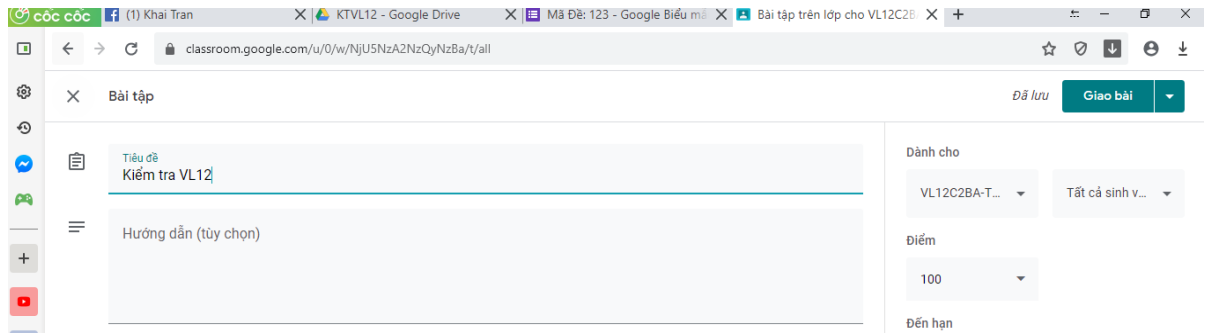 cốc cốc (1) Khai Tran KTVL12 - Google Drive Mã Đề: 123 - Google Biểu mẫ Bài tập trên lớp cho VL12C2B
classroom.google.com/u/0/w/NjU5NzA2NzQyNzBa/t/all
Bài tập Đã lưu Giao bài
Tiêu đề
Kiểm tra VL12
Hướng dẫn (tùy chọn)
Dành cho
VL12C2BA-T... Tất cả sinh v...
Điểm
100
Đến hạn